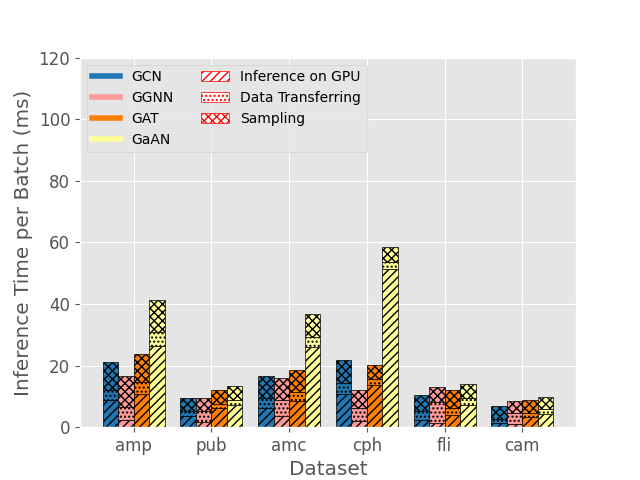 120
100
80
60
40
20
0
Inference Time per Batch (ms)
GCN
GGNN
GAT
GaAN
Inference on GPU
Data Transferring
Sampling
amp pub amc cph fli cam
Dataset